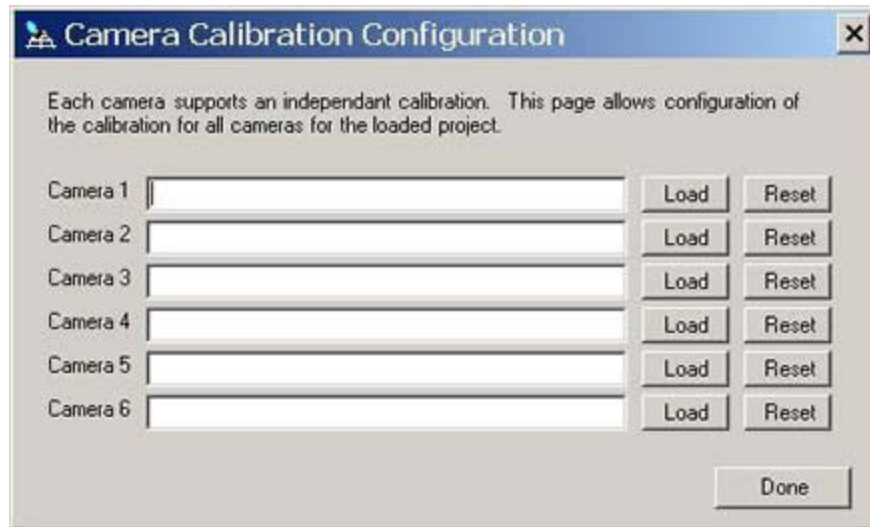 Camera Calibration Configuration
Each camera supports an independant calibration. This page allows configuration of
the calibration for all cameras for the loaded project.
Camera 1 Load Reset
Camera 2 Load Reset
Camera 3 Load Reset
Camera 4 Load Reset
Camera 5 Load Reset
Camera 6 Load Reset
Done